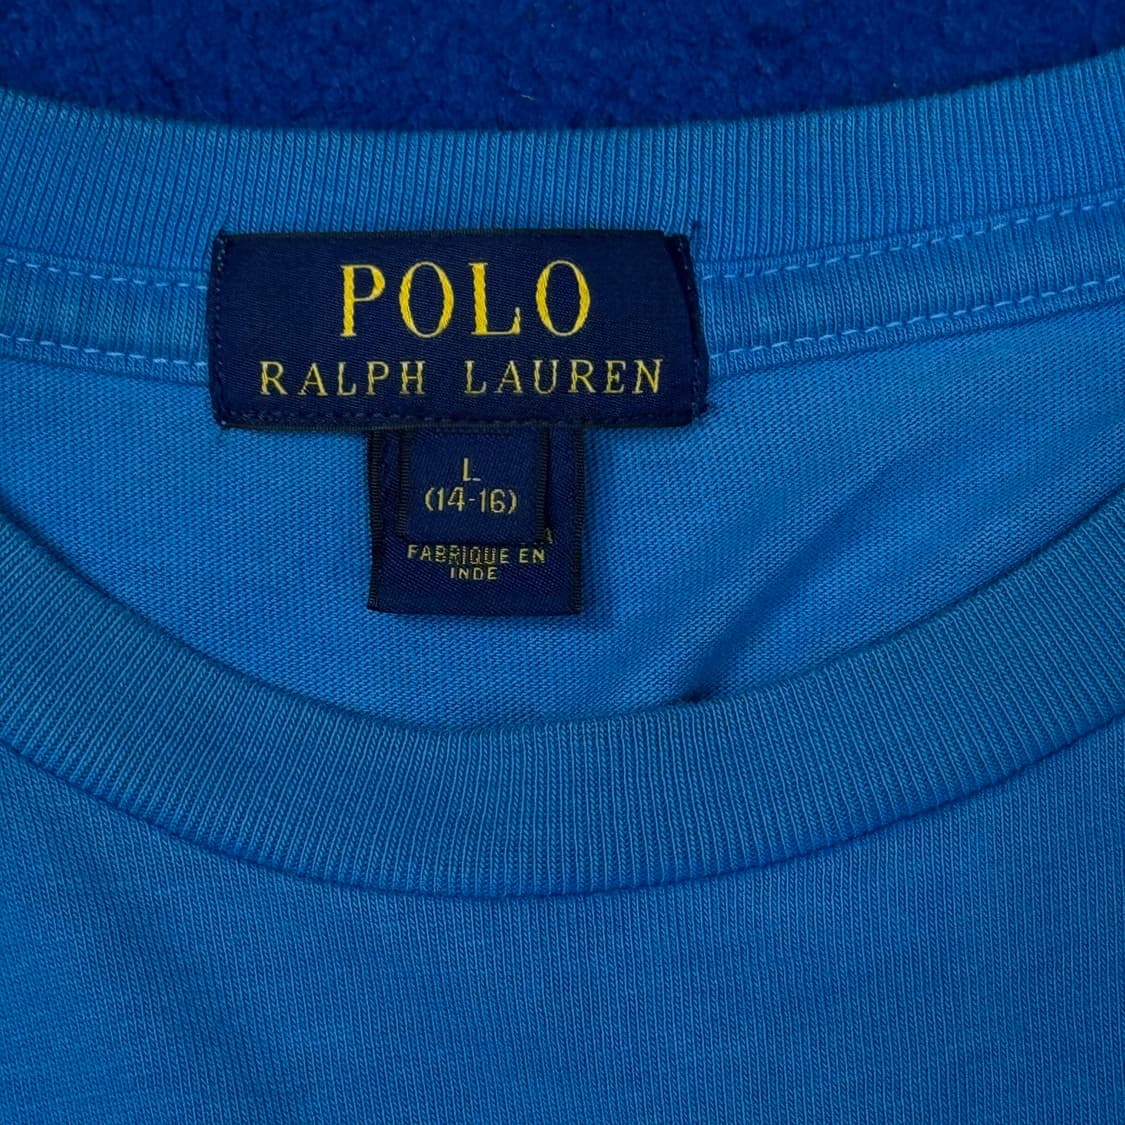 POLO
RALPH LAUREN
L
(14-16)
FABRIQUE EN
INDE